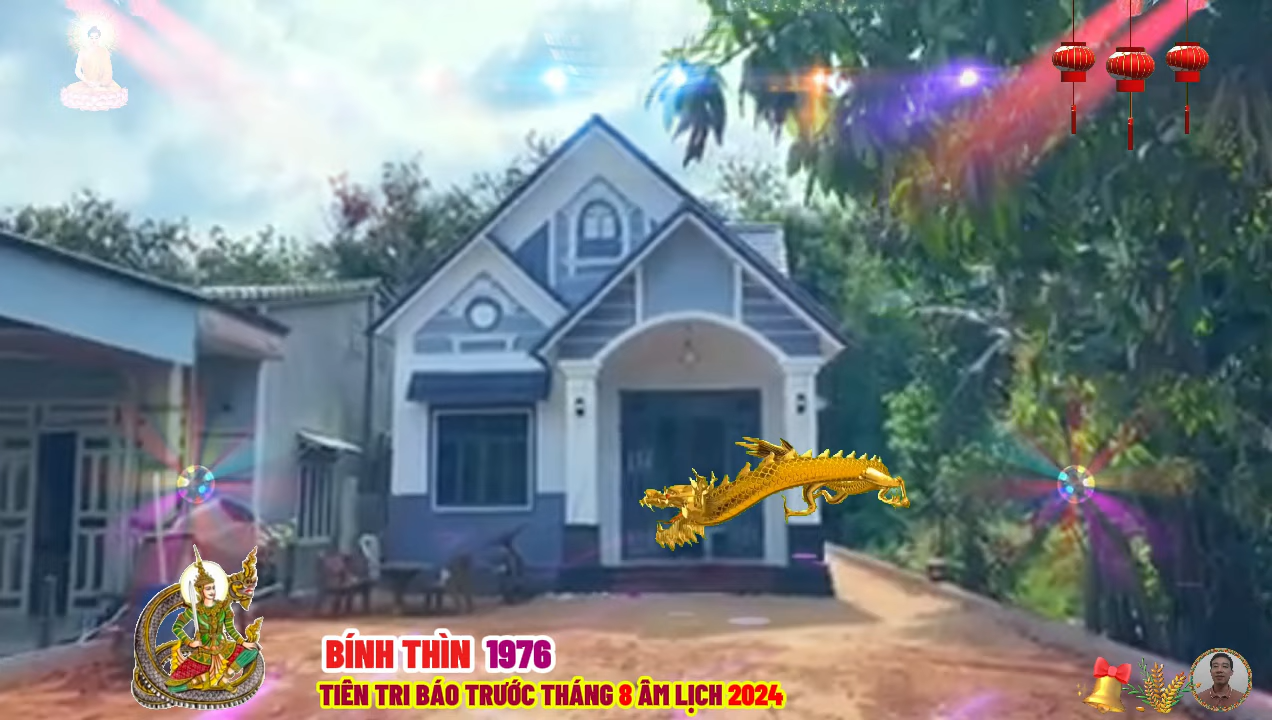 BÍNH THÌN 1976
TIÊN TRI BÁO TRƯỚC THÁNG 8 ÂM LỊCH 2024